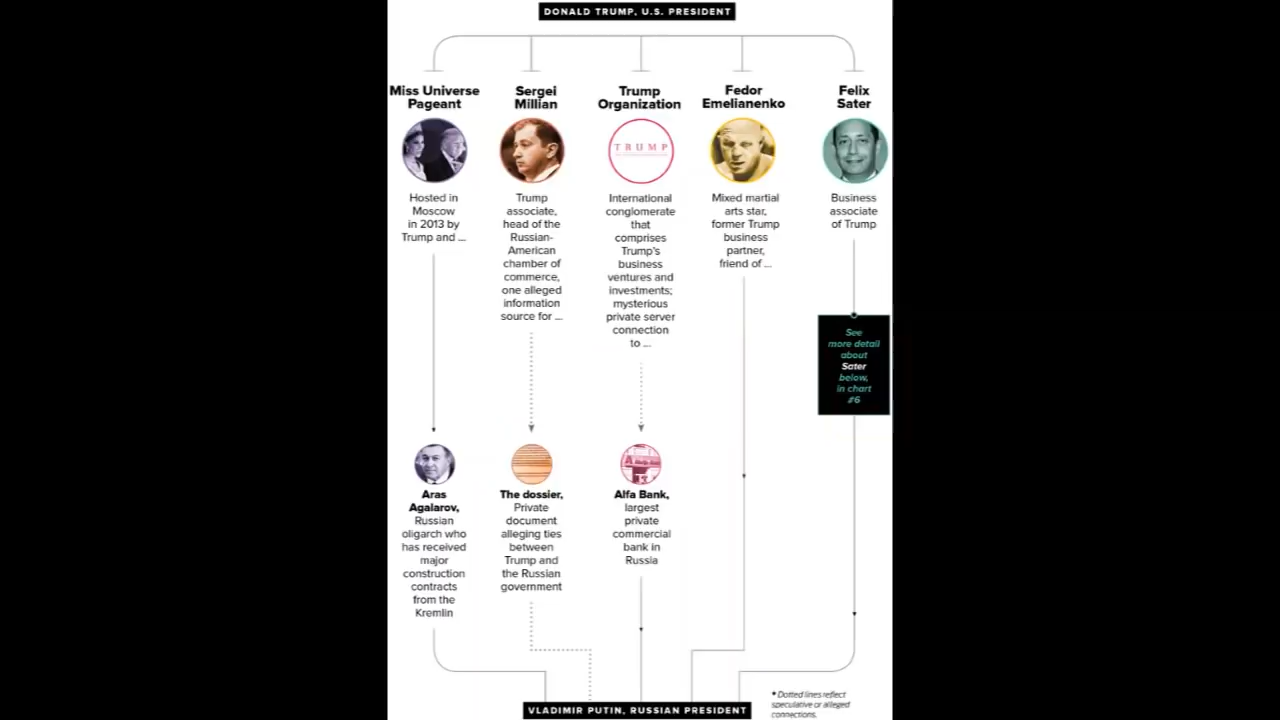 DONALD TRUMP, U.S. PRESIDENT
Miss Universe
Pageant
Hosted in
Moscow
in 2013 by
Trump and ...
Sergei
Millian
Trump
associate,
head of the
Russian-
American
chamber of
commerce,
one alleged
information
source for ...
Trump
Organization
TRUMP
International
conglomerate
that
comprises
Trump's
business
ventures and
investments;
mysterious
private server
connection
to ...
Fedor
Emelianenko
Mixed martial
arts star,
former Trump
business
partner,
friend of ...
Felix
Sater
Business
associate
of Trump
See
more detail
about
Sater
below,
in chart
#6
Aras
Agalarov,
Russian
oligarch who
has received
major
construction
contracts
from the
Kremlin
The dossier,
Private
document
alleging ties
between
Trump and
the Russian
government
Alfa Bank,
largest
private
commercial
bank in
Russia
* Dotted lines reflect
speculative or alleged
connections.
VLADIMIR PUTIN, RUSSIAN PRESIDENT